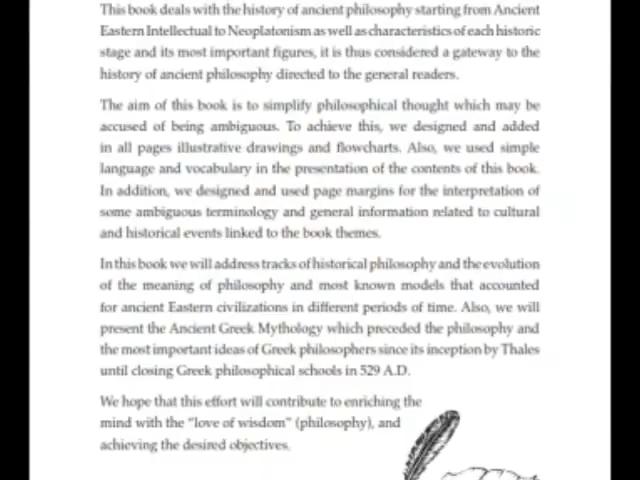 This book deals with the history of ancient philosophy starting from Ancient
Eastern Intellectual to Neoplatonism as well as characteristics of each historic
stage and its most important figures, it is thus considered a gateway to the
history of ancient philosophy directed to the general readers.
The aim of this book is to simplify philosophical thought which may be
accused of being ambiguous. To achieve this, we designed and added
in all pages illustrative drawings and flowcharts. Also, we used simple
language and vocabulary in the presentation of the contents of this book.
In addition, we designed and used page margins for the interpretation of
some ambiguous terminology and general information related to cultural
and historical events linked to the book themes.
In this book we will address tracks of historical philosophy and the evolution
of the meaning of philosophy and most known models that accounted
for ancient Eastern civilizations in different periods of time. Also, we will
present the Ancient Greek Mythology which preceded the philosophy and
the most important ideas of Greek philosophers since its inception by Thales
until closing Greek philosophical schools in 529 A.D.
We hope that this effort will contribute to enriching the
mind with the "love of wisdom" (philosophy), and
achieving the desired objectives.